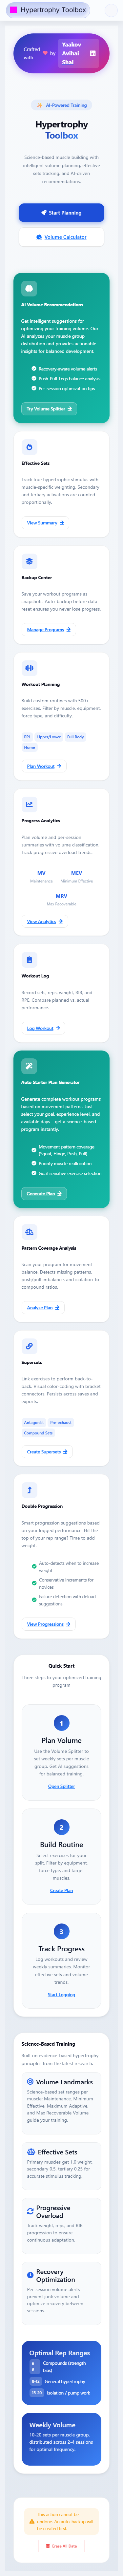 Hypertrophy Toolbox
Crafted
with
by
Yaakov
Avihai
Shai
AI-Powered Training
Hypertrophy
Toolbox
Science-based muscle building with
intelligent volume planning, effective
sets tracking, and AI-driven
recommendations.
Start Planning
Volume Calculator
AI Volume Recommendations
Get intelligent suggestions for
optimizing your training volume. Our
AI analyzes your muscle group
distribution and provides actionable
insights for balanced development.
Recovery-aware volume alerts
Push-Pull-Legs balance analysis
Per-session optimization tips
Try Volume Splitter
Effective Sets
Track true hypertrophic stimulus with
muscle-specific weighting. Secondary
and tertiary activations are counted
proportionally.
View Summary
Backup Center
Save your workout programs as
snapshots. Auto-backup before data
reset ensures you never lose progress.
Manage Programs
Workout Planning
Build custom routines with 500+
exercises. Filter by muscle, equipment,
force type, and difficulty.
PPL
Upper/Lower
Full Body
Home
Plan Workout
Progress Analytics
Plan volume and per-session
summaries with volume classification.
Track progressive overload trends.
MV
MEV
Maintenance
Minimum Effective
MRV
Max Recoverable
View Analytics
Workout Log
Record sets, reps, weight, RIR, and
RPE. Compare planned vs. actual
performance.
Log Workout
Auto Starter Plan Generator
Generate complete workout programs
based on movement patterns. Just
select your goal, experience level, and
available days—get a science-based
program instantly.
Movement pattern coverage
(Squat, Hinge, Push, Pull)
Priority muscle reallocation
Goal-sensitive exercise selection
Generate Plan
Pattern Coverage Analysis
Scan your program for movement
balance. Detects missing patterns,
push/pull imbalance, and isolation-to-
compound ratios.
Analyze Plan
Supersets
Link exercises to perform back-to-
back. Visual color-coding with bracket
connectors. Persists across saves and
exports.
Antagonist
Pre-exhaust
Compound Sets
Create Supersets
Double Progression
Smart progression suggestions based
on your logged performance. Hit the
top of your rep range? Time to add
weight.
Auto-detects when to increase
weight
Conservative increments for
novices
Failure detection with deload
suggestions
View Progressions
Quick Start
Three steps to your optimized training
program
1
Plan Volume
Use the Volume Splitter to
set weekly sets per muscle
group. Get AI suggestions
for balanced training.
Open Splitter
2
Build Routine
Select exercises for your
split. Filter by equipment,
force type, and target
muscles.
Create Plan
3
Track Progress
Log workouts and review
weekly summaries. Monitor
effective sets and volume
trends.
Start Logging
Science-Based Training
Built on evidence-based hypertrophy
principles from the latest research.
Volume Landmarks
Science-based set ranges per
muscle: Maintenance, Minimum
Effective, Maximum Adaptive,
and Max Recoverable Volume
guide your training.
Effective Sets
Primary muscles get 1.0 weight,
secondary 0.5, tertiary 0.25 for
accurate stimulus tracking.
Progressive
Overload
Track weight, reps, and RIR
progression to ensure
continuous adaptation.
Recovery
Optimization
Per-session volume alerts
prevent junk volume and
optimize recovery between
sessions.
Optimal Rep Ranges
6-
8
Compounds (strength
bias)
8-12
General hypertrophy
15-20
Isolation / pump work
Weekly Volume
10-20 sets per muscle group,
distributed across 2-4 sessions
for optimal frequency.
This action cannot be
undone. An auto-backup will
be created first.
Erase All Data